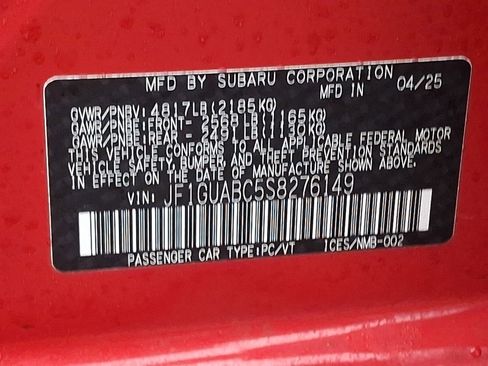 MFD BY SUBARU CORPORATION
MFD IN 04/25
GVWR/PNBV: 4817LB(2185KG)
GAWR/PNBE:FRONT- 2568LB(1165KG)
GAWR/PNBE:REAR - 2491LB(1130KG)
THIS VEHICLE CONFORMS TO ALL APPLICABLE FEDERAL MOTOR
VEHICLE SAFETY, BUMPER AND THEFT PREVENTION STANDARDS
IN EFFECT ON THE DATE OF MANUFACTURE SHOWN ABOVE.
VIN: JF1GUABC5S8276149
PASSENGER CAR TYPE:PC/VT ICES/NMB-002